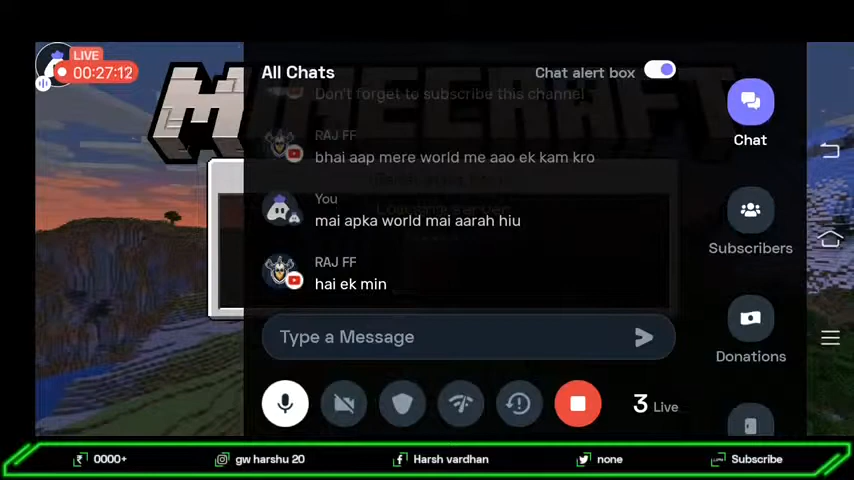 LIVE
00:27:12
MINECRAFT
All Chats
Chat alert box
Don't forget to subscribe this channel
RAJ FF
bhai aap mere world me aao ek kam kro
You
mai apka world mai aarah hiu
RAJ FF
hai ek min
Type a Message
Chat
Subscribers
Donations
3 Live
0000+
gw harshu 20
Harsh vardhan
none
Subscribe